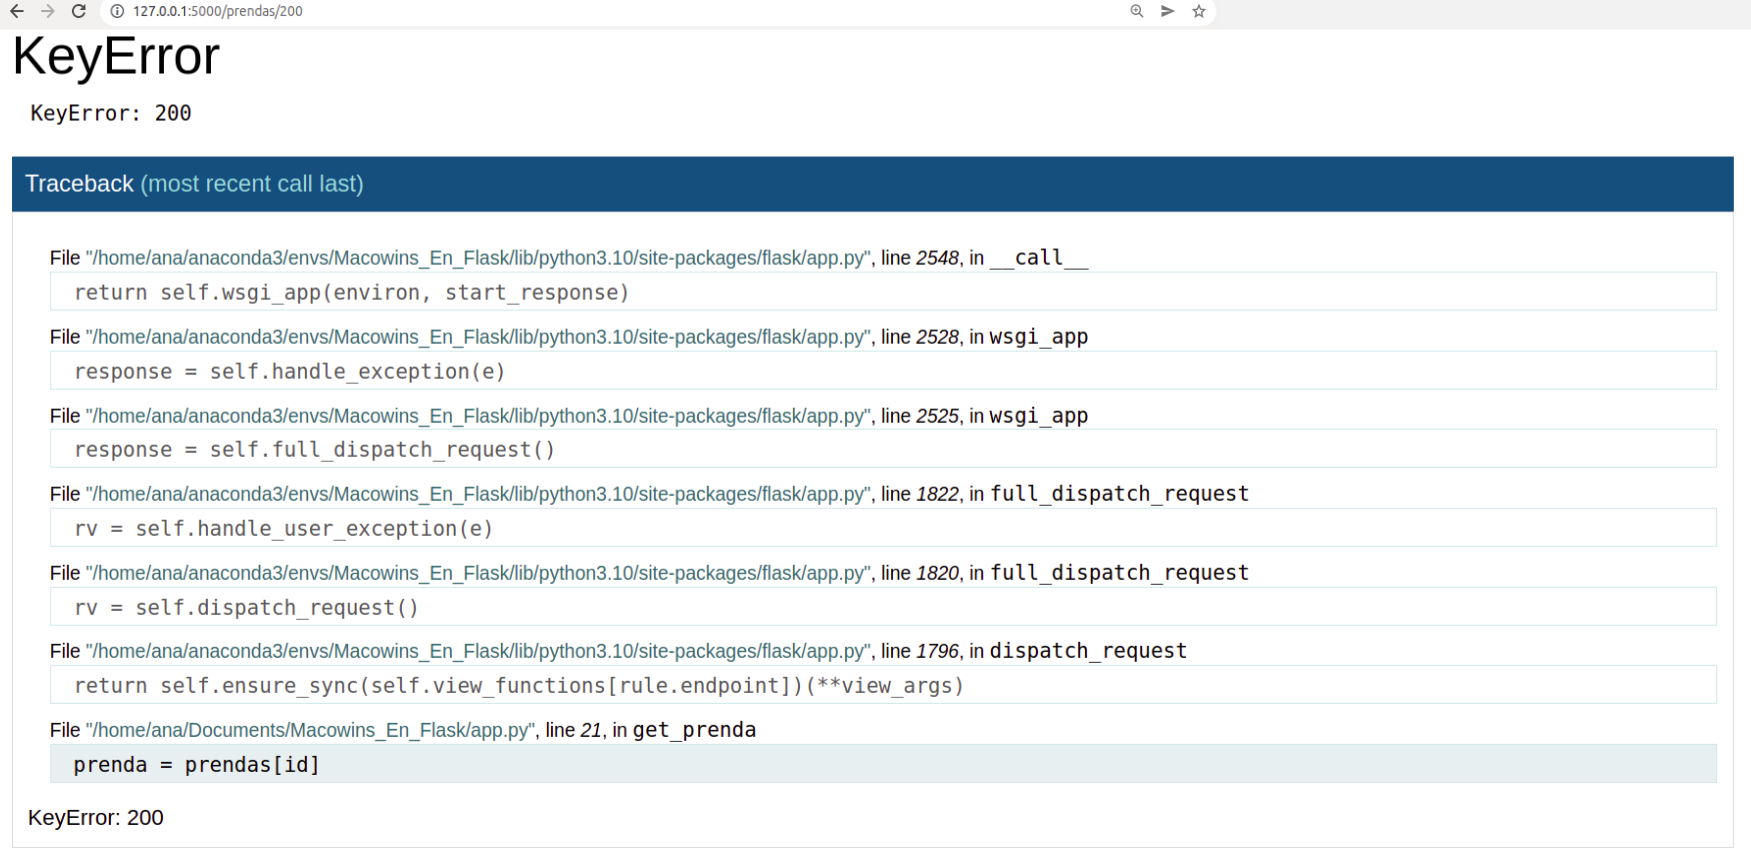 127.0.0.1:5000/prendas/200
KeyError
KeyError: 200
Traceback (most recent call last)
File "/home/ana/anaconda3/envs/Macowins_En_Flask/lib/python3.10/site-packages/flask/app.py", line 2548, in __call__
return self.wsgi_app(environ, start_response)
File "/home/ana/anaconda3/envs/Macowins_En_Flask/lib/python3.10/site-packages/flask/app.py", line 2528, in wsgi_app
response = self.handle_exception(e)
File "/home/ana/anaconda3/envs/Macowins_En_Flask/lib/python3.10/site-packages/flask/app.py", line 2525, in wsgi_app
response = self.full_dispatch_request()
File "/home/ana/anaconda3/envs/Macowins_En_Flask/lib/python3.10/site-packages/flask/app.py", line 1822, in full_dispatch_request
rv = self.handle_user_exception(e)
File "/home/ana/anaconda3/envs/Macowins_En_Flask/lib/python3.10/site-packages/flask/app.py", line 1820, in full_dispatch_request
rv = self.dispatch_request()
File "/home/ana/anaconda3/envs/Macowins_En_Flask/lib/python3.10/site-packages/flask/app.py", line 1796, in dispatch_request
return self.ensure_sync(self.view_functions[rule.endpoint])(**view_args)
File "/home/ana/Documents/Macowins_En_Flask/app.py", line 21, in get_prenda
prenda = prendas[id]
KeyError: 200